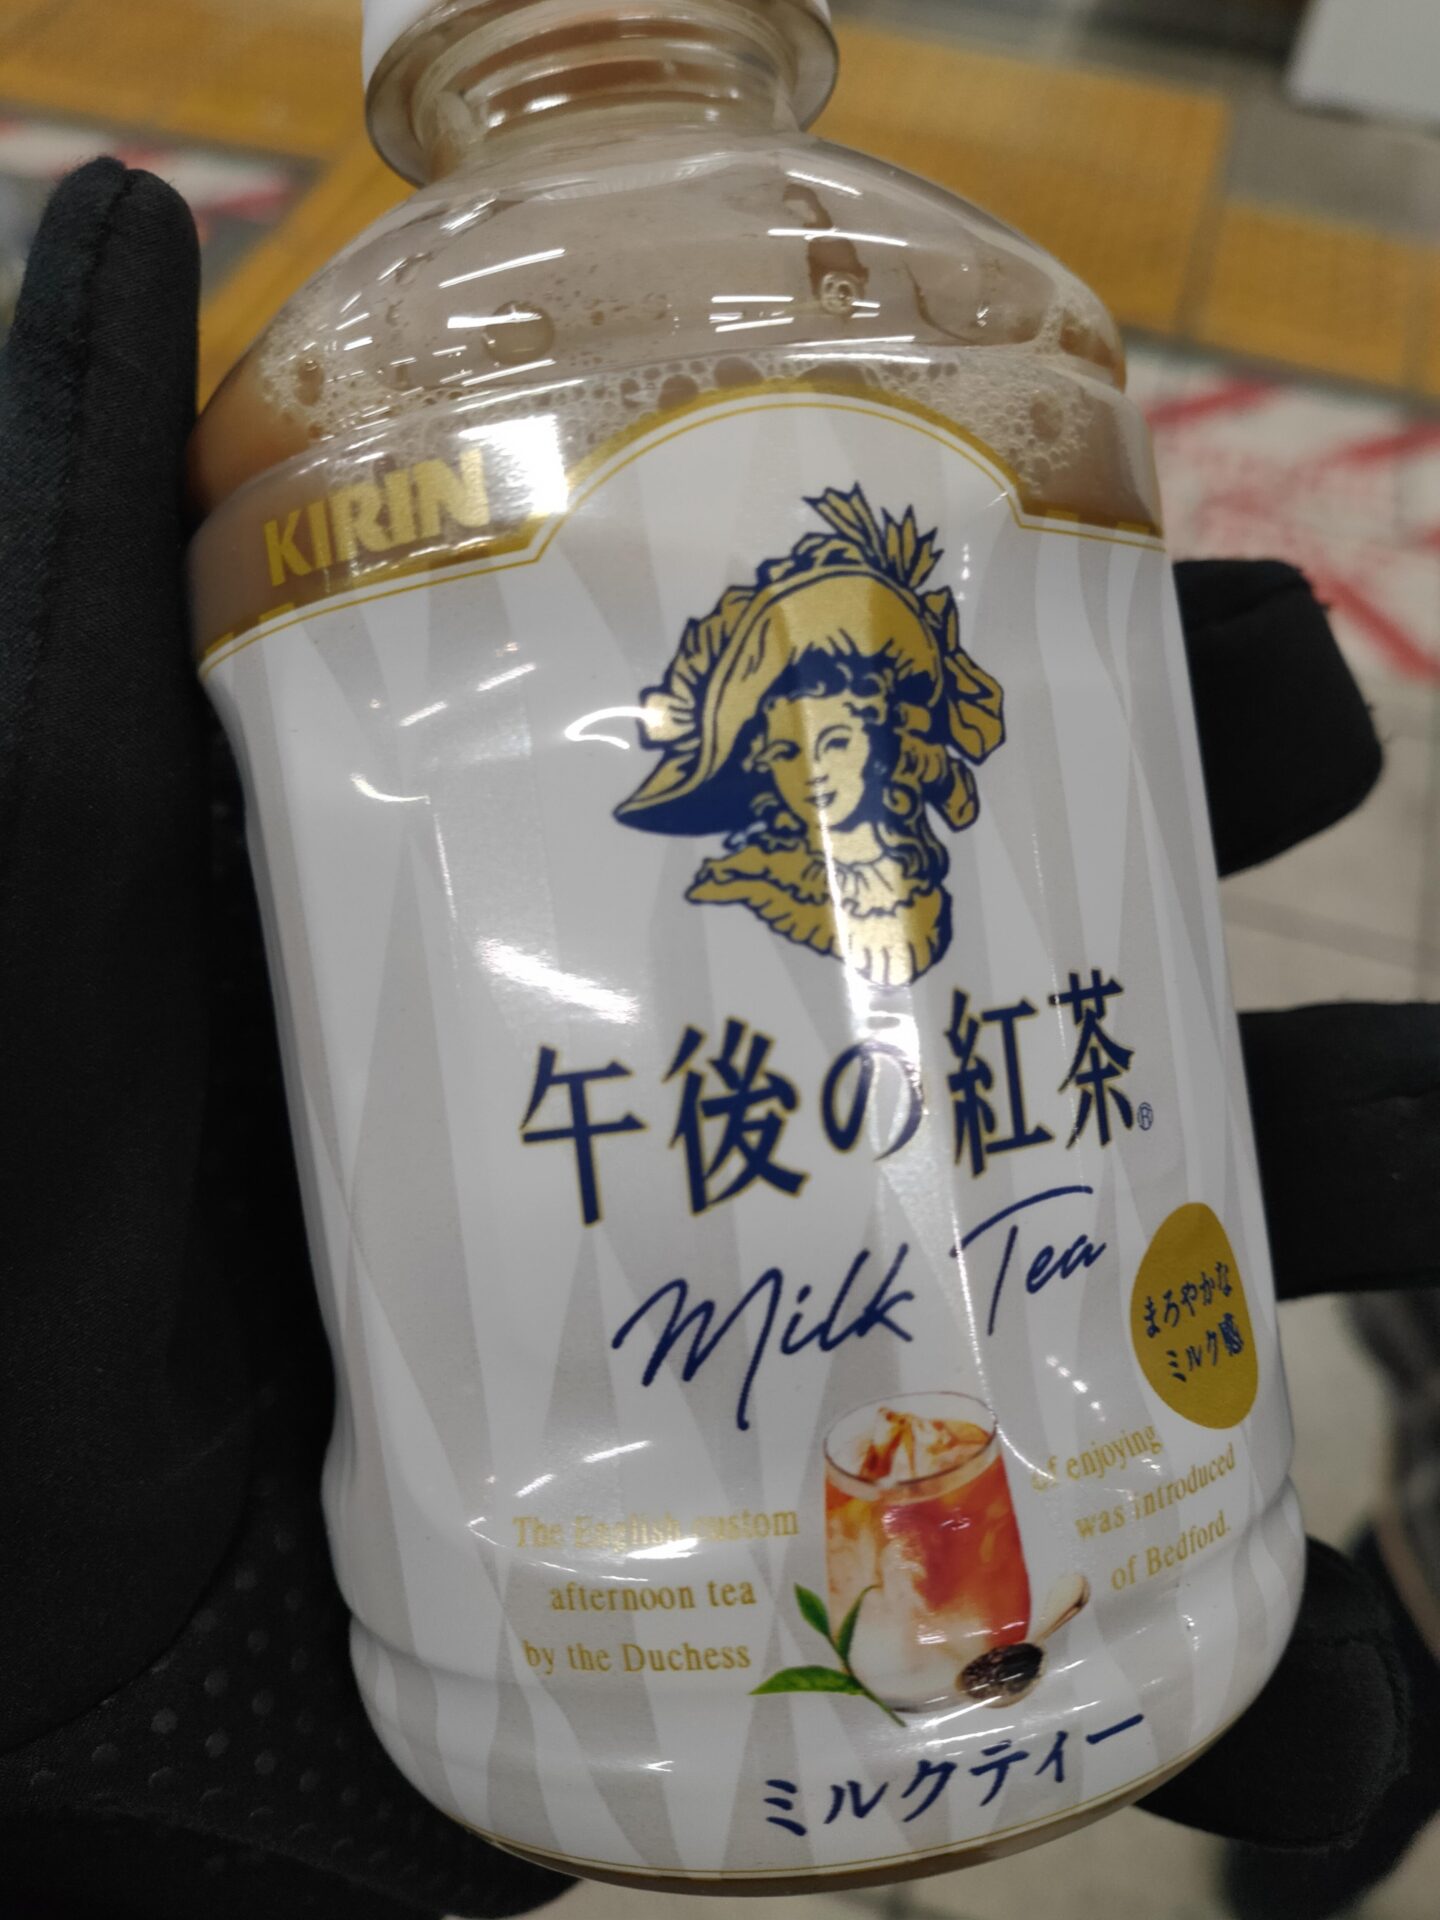 KIRIN
午後の紅茶®
Milk Tea
まろやかな
ミルク感
The English custom of enjoying
afternoon tea was introduced
by the Duchess of Bedford.
ミルクティー